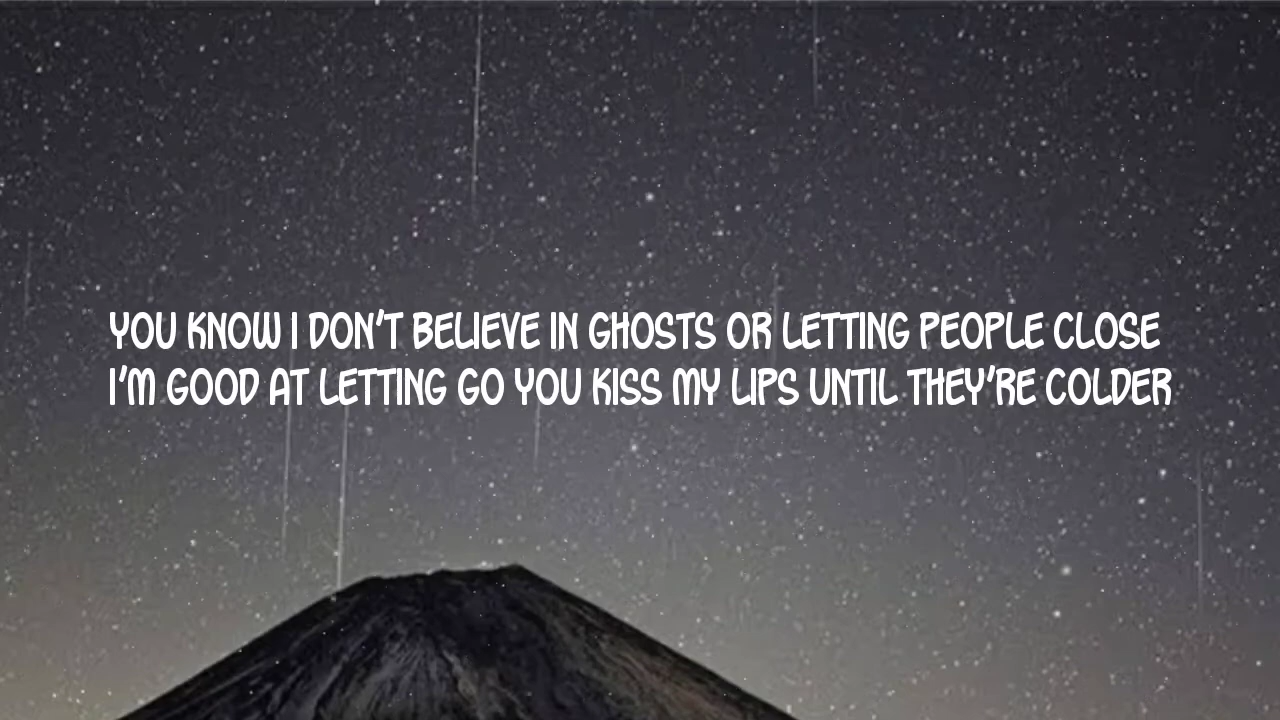 YOU KNOW I DON'T BELIEVE IN GHOSTS OR LETTING PEOPLE CLOSE
I'M GOOD AT LETTING GO YOU KISS MY LIPS UNTIL THEY'RE COLDER